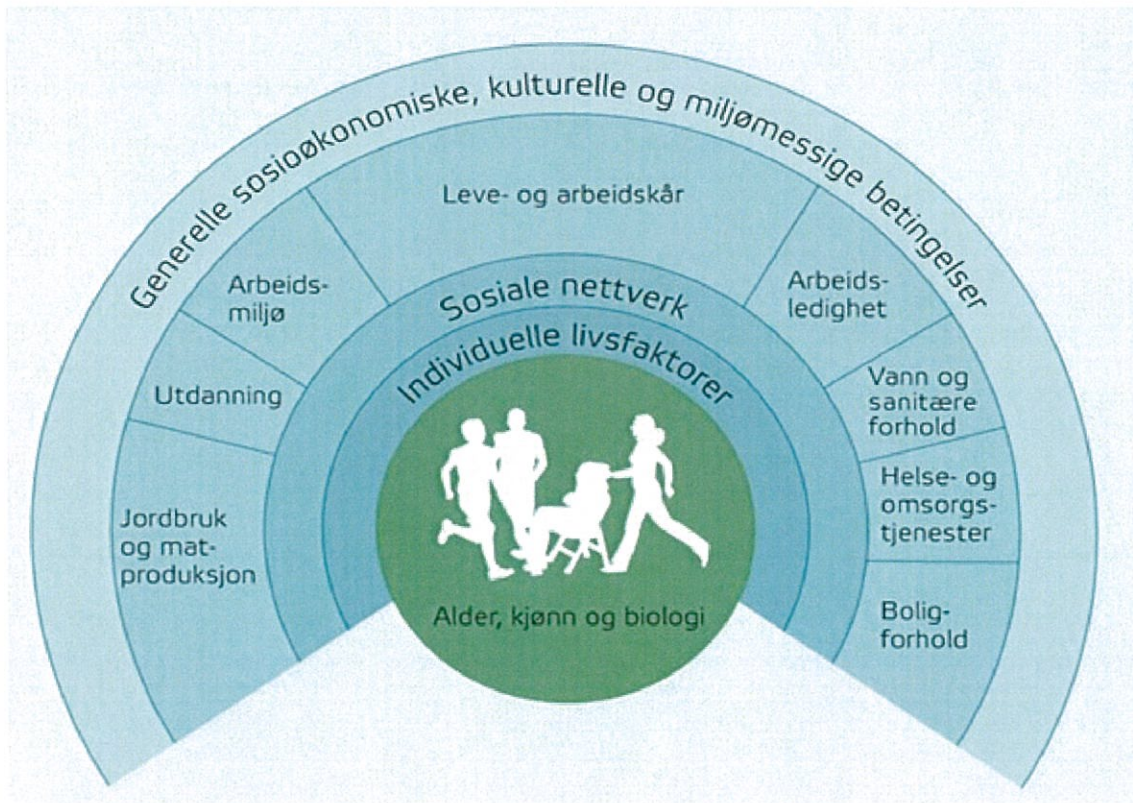 Generelle sosioøkonomiske, kulturelle og miljømessige betingelser
Leve- og arbeidskår
Arbeids-
miljø
Utdanning
Jordbruk
og mat-
produksjon
Arbeids-
ledighet
Vann og
sanitære
forhold
Helse- og
omsorgs-
tjenester
Bolig-
forhold
Sosiale nettverk
Individuelle livsfaktorer
Alder, kjønn og biologi